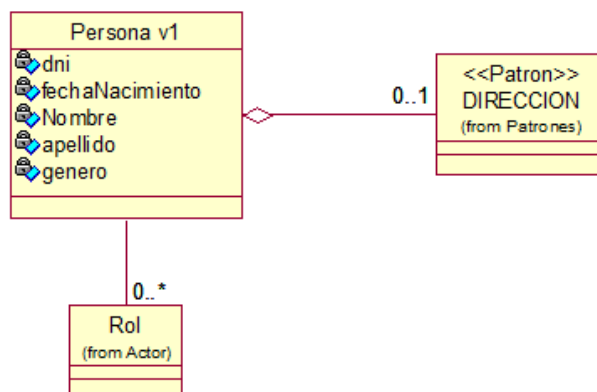 Persona v1
dni
fechaNacimiento
Nombre
apellido
genero
0..1
<<Patron>>
DIRECCION
(from Patrones)
0..*
Rol
(from Actor)